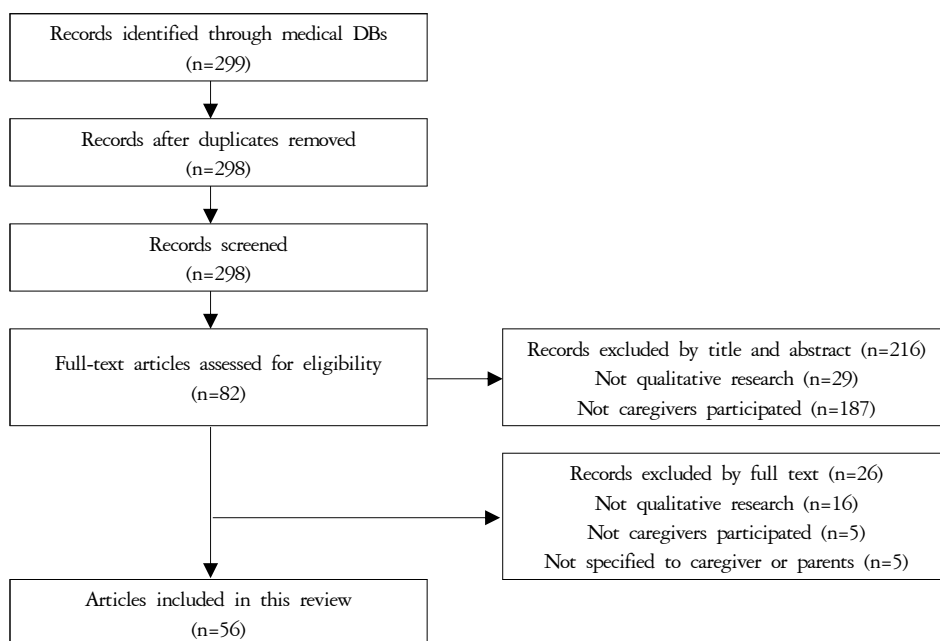 Records identified through medical DBs
(n=299)
Records after duplicates removed
(n=298)
Records screened
(n=298)
Full-text articles assessed for eligibility
(n=82)
Records excluded by title and abstract (n=216)
Not qualitative research (n=29)
Not caregivers participated (n=187)
Records excluded by full text (n=26)
Not qualitative research (n=16)
Not caregivers participated (n=5)
Not specified to caregiver or parents (n=5)
Articles included in this review
(n=56)